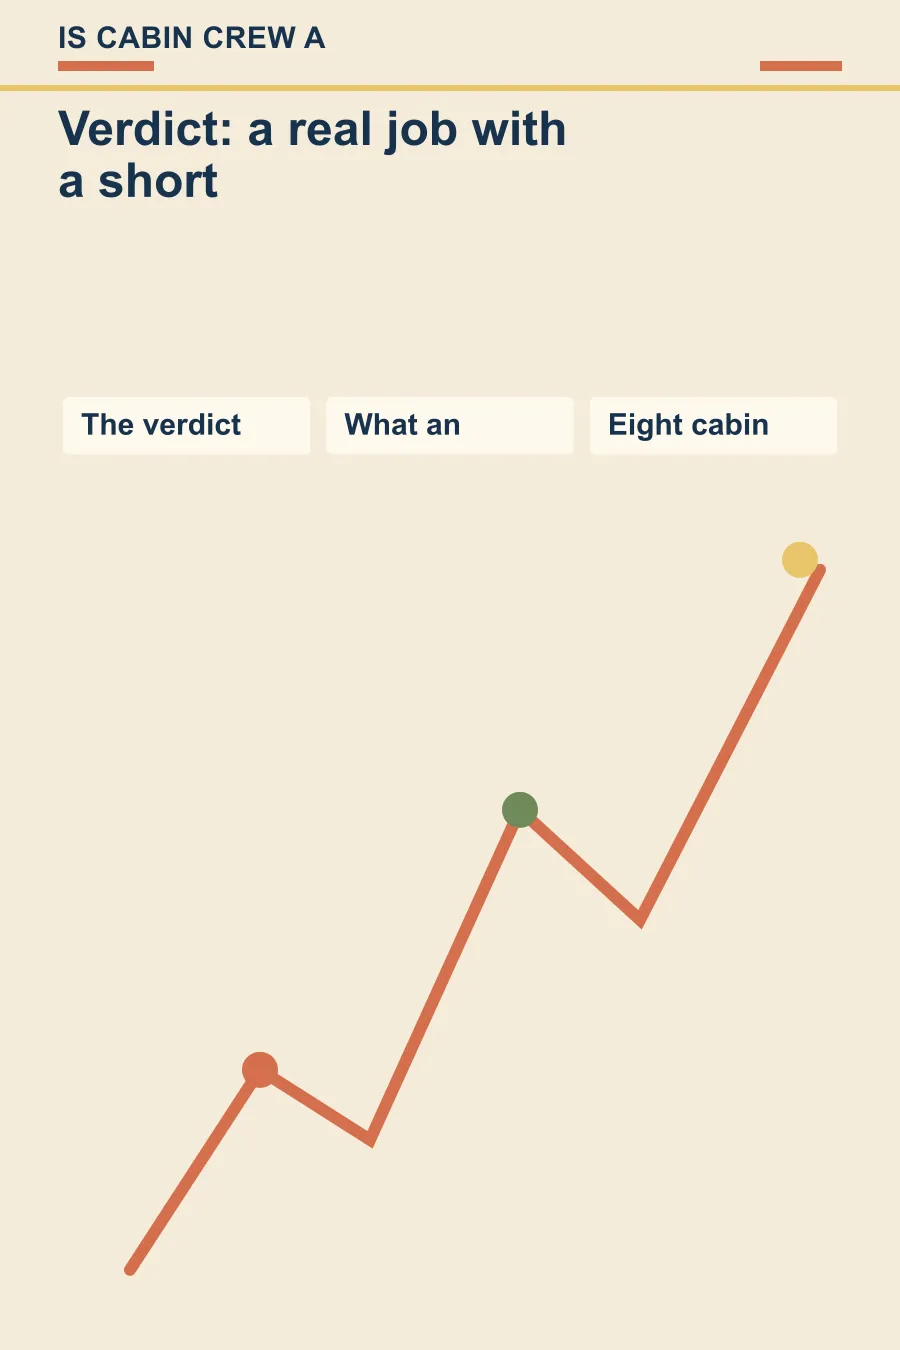 IS CABIN CREW A
Verdict: a real job with
a short
The verdict
What an
Eight cabin